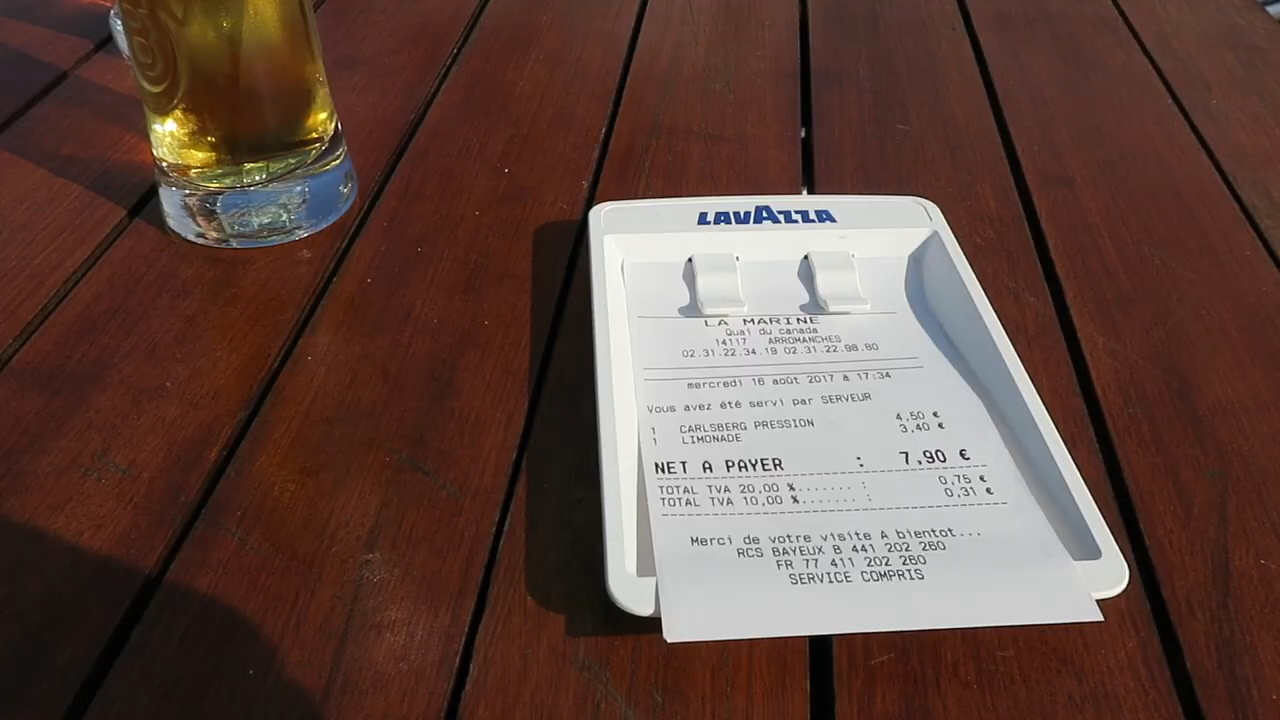 LAVAZZA
LA MARINE
Quai du canada
14117 ARROMANCHES
02.31.22.34.19 02.31.22.98.80
mercredi 16 août 2017 à 17:34
Vous avez été servi par SERVEUR
1 CARLSBERG PRESSION 4,50 €
1 LIMONADE 3,40 €
NET A PAYER : 7,90 €
TOTAL TVA 20,00 %....... : 0,75 €
TOTAL TVA 10,00 %....... : 0,31 €
Merci de votre visite A bientot...
RCS BAYEUX B 441 202 260
FR 77 411 202 260
SERVICE COMPRIS